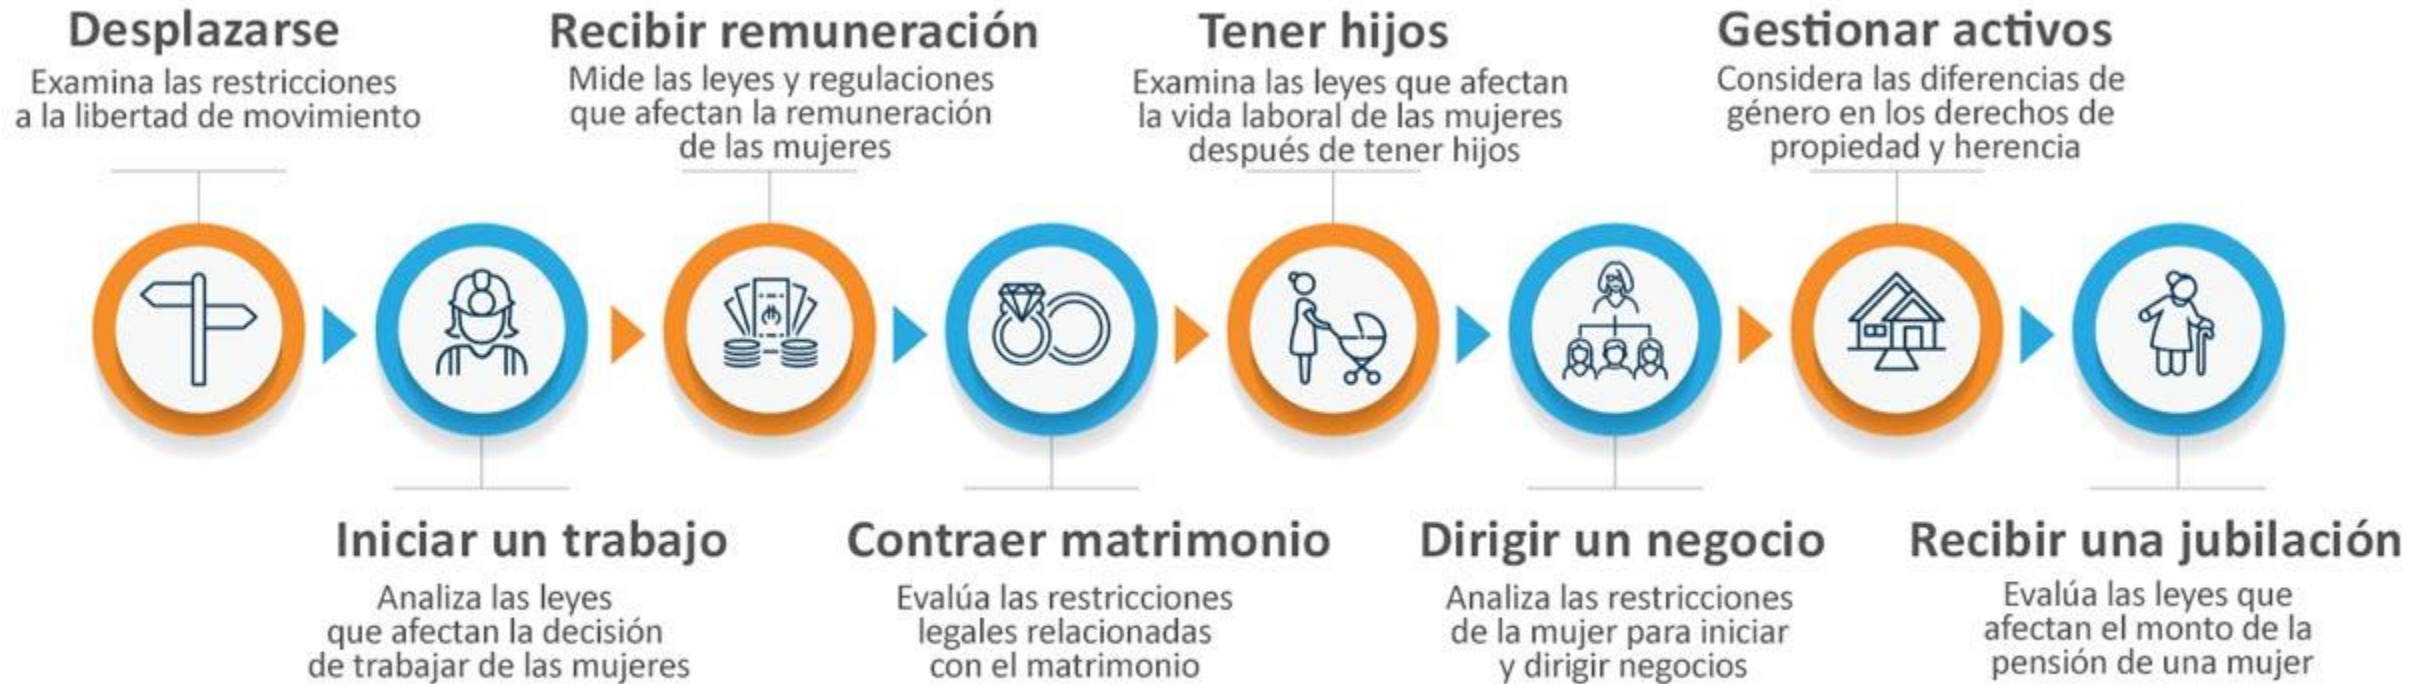 Desplazarse
Examina las restricciones
a la libertad de movimiento
Recibir remuneración
Mide las leyes y regulaciones
que afectan la remuneración
de las mujeres
Tener hijos
Examina las leyes que afectan
la vida laboral de las mujeres
después de tener hijos
Gestionar activos
Considera las diferencias de
género en los derechos de
propiedad y herencia
Iniciar un trabajo
Analiza las leyes
que afectan la decisión
de trabajar de las mujeres
Contraer matrimonio
Evalúa las restricciones
legales relacionadas
con el matrimonio
Dirigir un negocio
Analiza las restricciones
de la mujer para iniciar
y dirigir negocios
Recibir una jubilación
Evalúa las leyes que
afectan el monto de la
pensión de una mujer